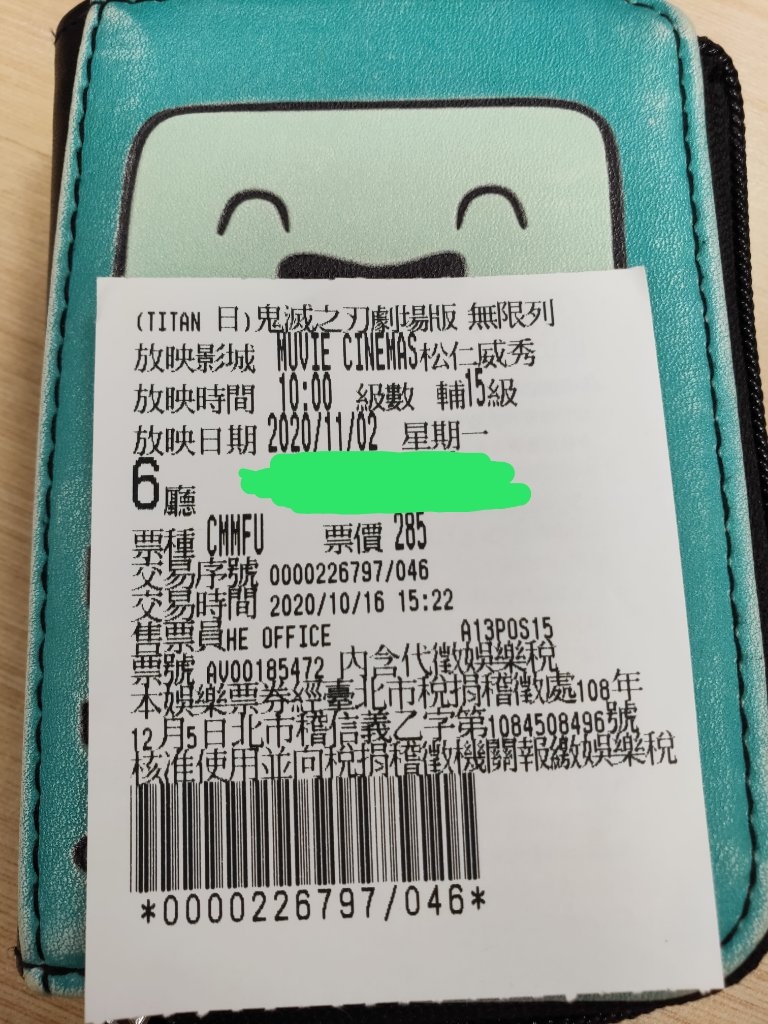 (TITAN 日)鬼滅之刃劇場版 無限列
放映影城 MUVIE CINEMAS松仁威秀
放映時間 10:00 級數 輔15級
放映日期 2020/11/02 星期一
6廳
票種 CMMFU 票價 285
交易序號 0000226797/046
交易時間 2020/10/16 15:22
售票員HE OFFICE A13POS15
票號 AV00185472 內含代徵娛樂稅
本娛樂票券經臺北市稅捐稽徵處108年
12月5日北市稽信義乙字第1084508496號
核准使用並向稅捐稽徵機關報繳娛樂稅
*0000226797/046*